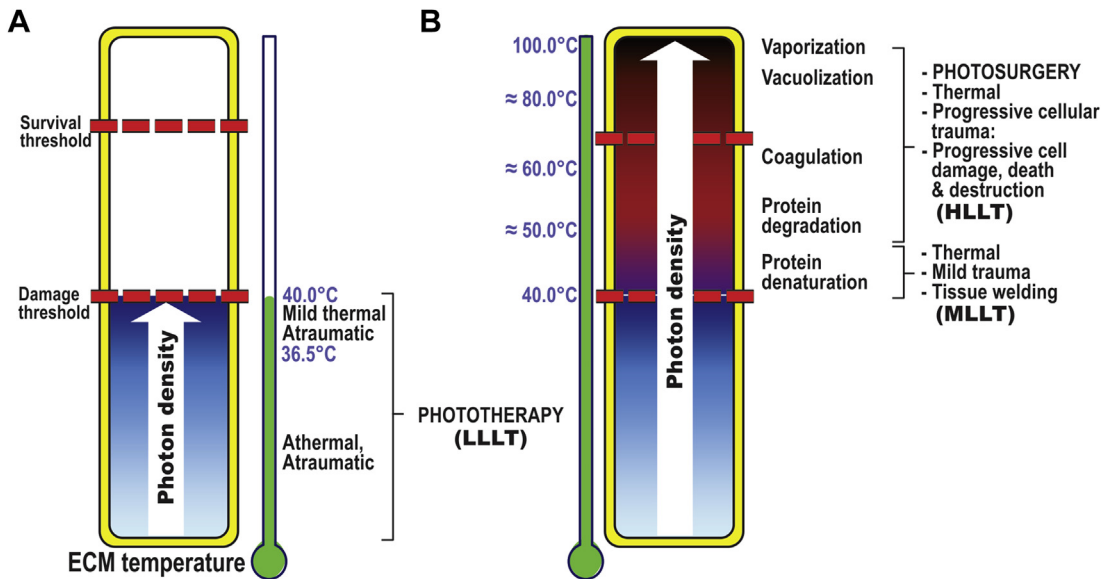 A
Survival
threshold
Damage
threshold
Photon density
ECM temperature
40.0°C
Mild thermal
Atraumatic
36.5°C
Athermal,
Atraumatic
PHOTOTHERAPY
(LLLT)
B
100.0°C
≈ 80.0°C
≈ 60.0°C
≈ 50.0°C
40.0°C
Photon density
Vaporization
Vacuolization
Coagulation
Protein
degradation
Protein
denaturation
- PHOTOSURGERY
- Thermal
- Progressive cellular
trauma:
- Progressive cell
damage, death
& destruction
(HLLT)
- Thermal
- Mild trauma
- Tissue welding
(MLLT)